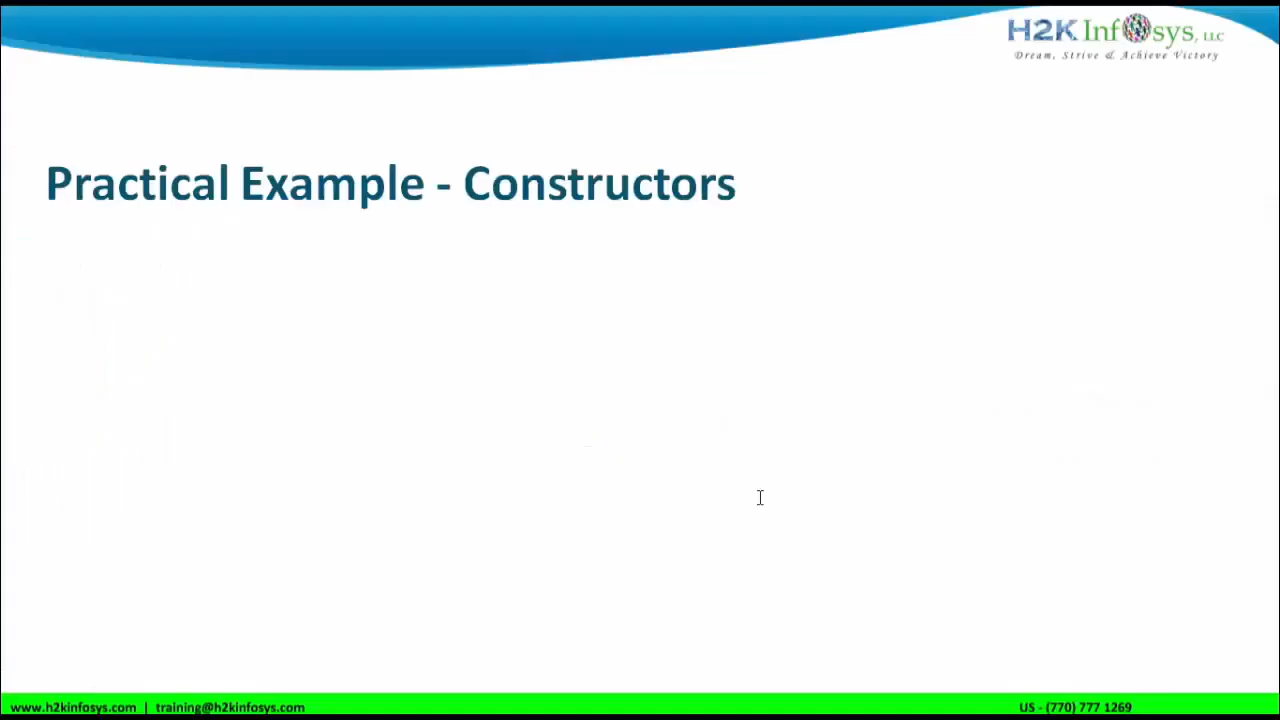 H2K Infosys, LLC
Dream, Strive & Achieve Victory
Practical Example - Constructors
www.h2kinfosys.com | training@h2kinfosys.com
US - (770) 777 1269